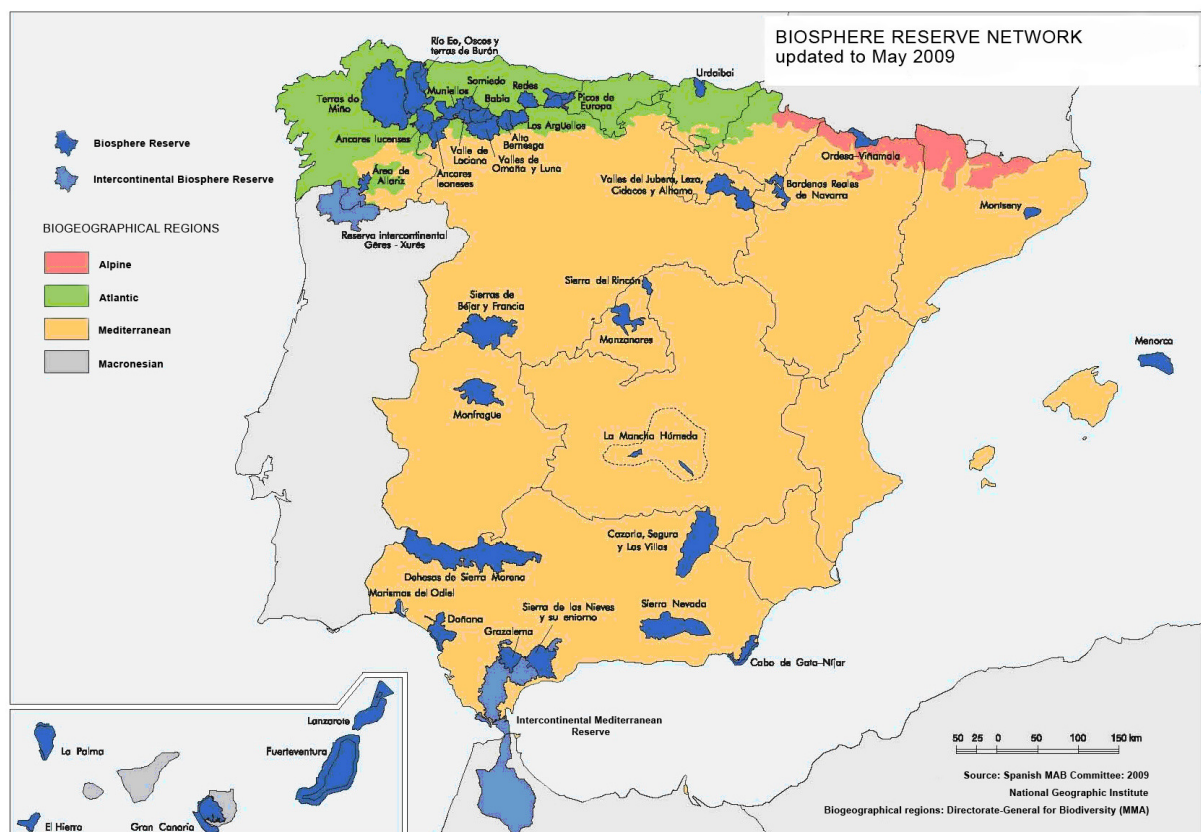 BIOSPHERE RESERVE NETWORK
updated to May 2009
Biosphere Reserve
Intercontinental Biosphere Reserve
BIOGEOGRAPHICAL REGIONS
Alpine
Atlantic
Mediterranean
Macronesian
Río Eo, Oscos y
terras de Burón
Urdaibai
Terras do
Miño
Muniellos
Somiedo
Babia
Redes
Picos de
Europa
Ancares lucenses
Valle de
Laciana
Ancares
leoneses
Valles de
Omaña y Luna
Alto
Bernesga
Los Argüellos
Ordesa-Viñamala
Área de
Allariz
Valles del Jubera, Leza,
Cidacos y Alhama
Bardenas Reales
de Navarra
Montseny
Reserva intercontinental
Gêres - Xurés
Sierras de
Béjar y Francia
Sierra del Rincón
Manzanares
Menorca
Monfrague
La Mancha Húmeda
Cazorla, Segura
y Las Villas
Dehesas de Sierra Morena
Marismas del Odiel
Doñana
Sierra de las Nieves
y su entorno
Grazalema
Sierra Nevada
Cabo de Gata-Níjar
Intercontinental Mediterranean
Reserve
La Palma
Lanzarote
Fuerteventura
El Hierro
Gran Canaria
50 25 0 50 100 150 km
Source: Spanish MAB Committee: 2009
National Geographic Institute
Biogeographical regions: Directorate-General for Biodiversity (MMA)